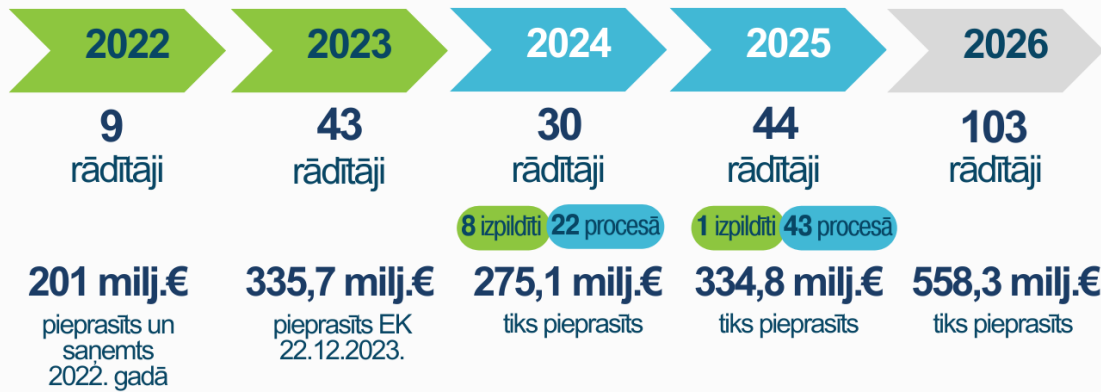 2022
2023
2024
2025
2026
9
rādītāji
43
rādītāji
30
rādītāji
44
rādītāji
103
rādītāji
8 izpildīti
22 procesā
1 izpildīti
43 procesā
201 milj.€
pieprasīts un
saņemts
2022. gadā
335,7 milj.€
pieprasīts EK
22.12.2023.
275,1 milj.€
tiks pieprasīts
334,8 milj.€
tiks pieprasīts
558,3 milj.€
tiks pieprasīts